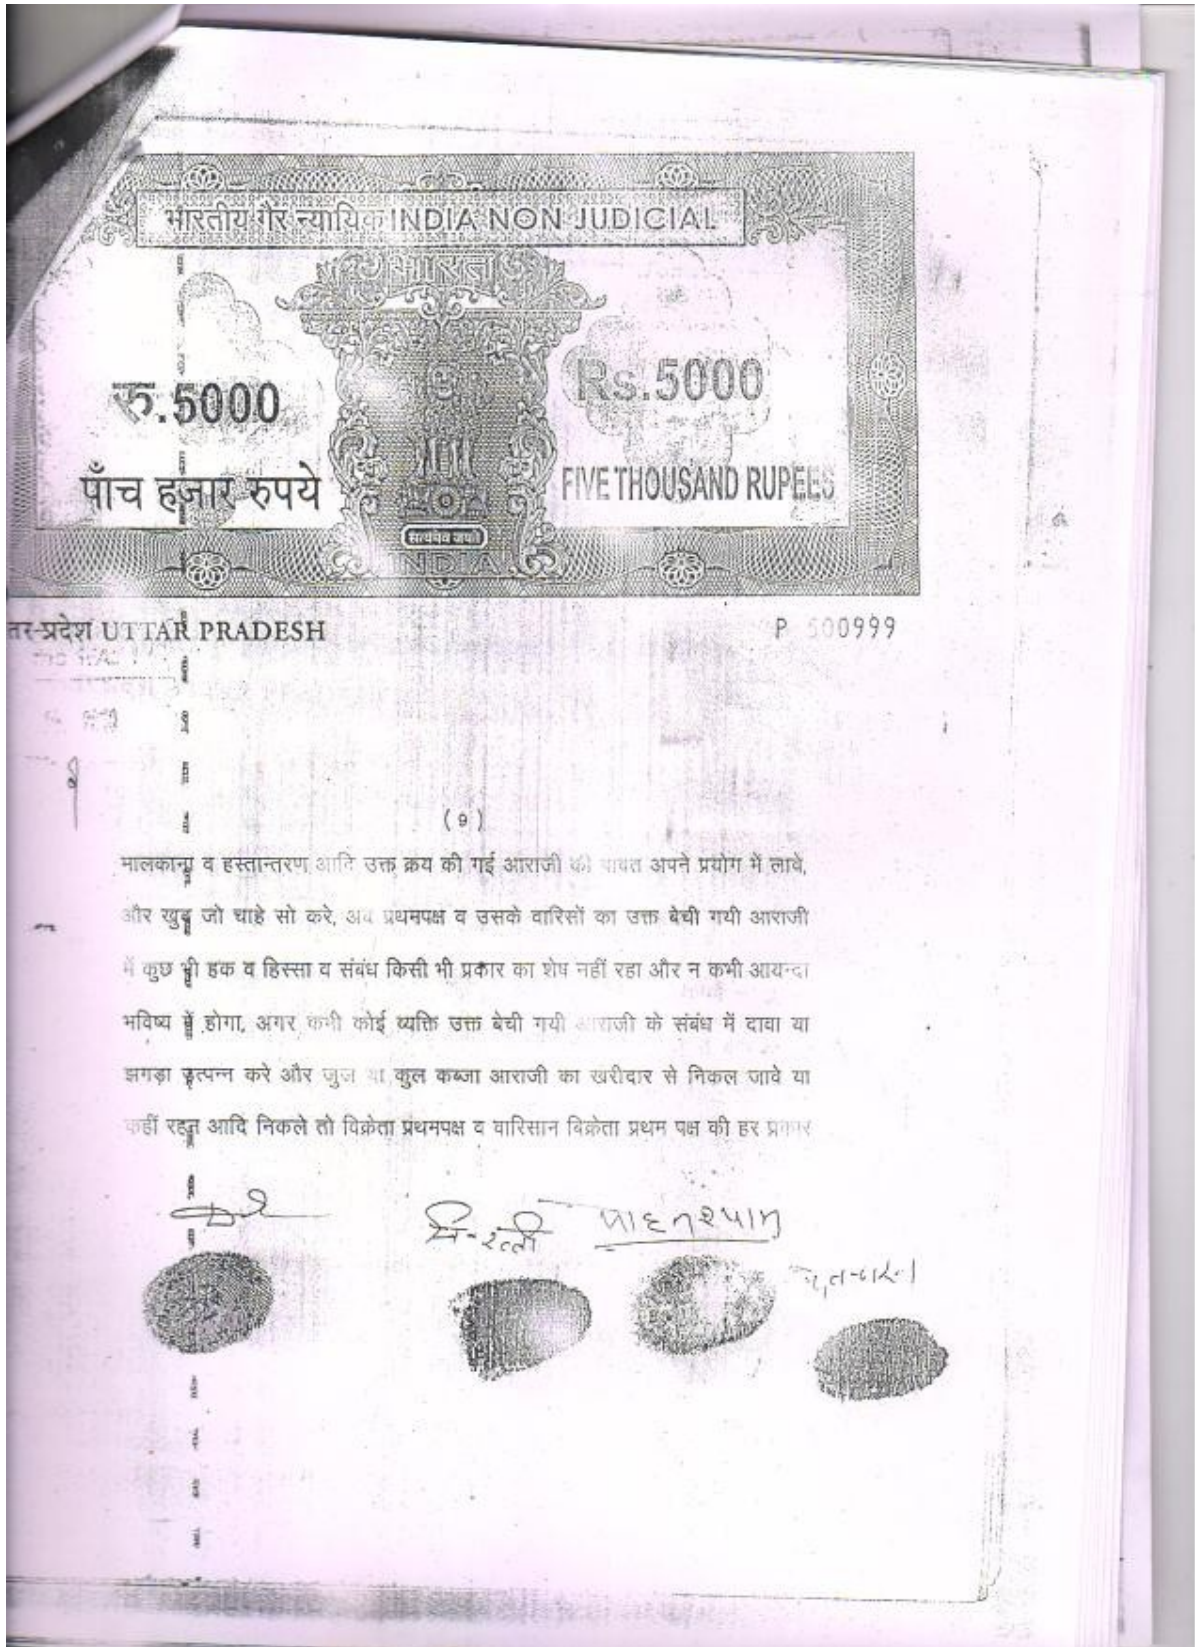 भारतीय गैर न्यायिक INDIA NON JUDICIAL
भारत
रु.5000
Rs.5000
पाँच हजार रुपये
FIVE THOUSAND RUPEES
सत्यमेव जयते
INDIA
तर-प्रदेश UTTAR PRADESH
P 500999
(9)
मालकाना व हस्तान्तरण आदि उक्त क्रय की गई आराजी की बाबत अपने प्रयोग में लावे,
और खुद जो चाहे सो करे, अब प्रथमपक्ष व उसके वारिसों का उक्त बेची गयी आराजी
में कुछ भी हक व हिस्सा व संबंध किसी भी प्रकार का शेष नहीं रहा और न कभी आयन्दा
भविष्य में होगा, अगर कभी कोई व्यक्ति उक्त बेची गयी आराजी के संबंध में दावा या
झगड़ा उत्पन्न करे और जुज या कुल कब्जा आराजी का खरीदार से निकल जावे या
कहीं रहन आदि निकले तो विक्रेता प्रथमपक्ष व वारिसान बिक्रेता प्रथम पक्ष की हर प्रकार